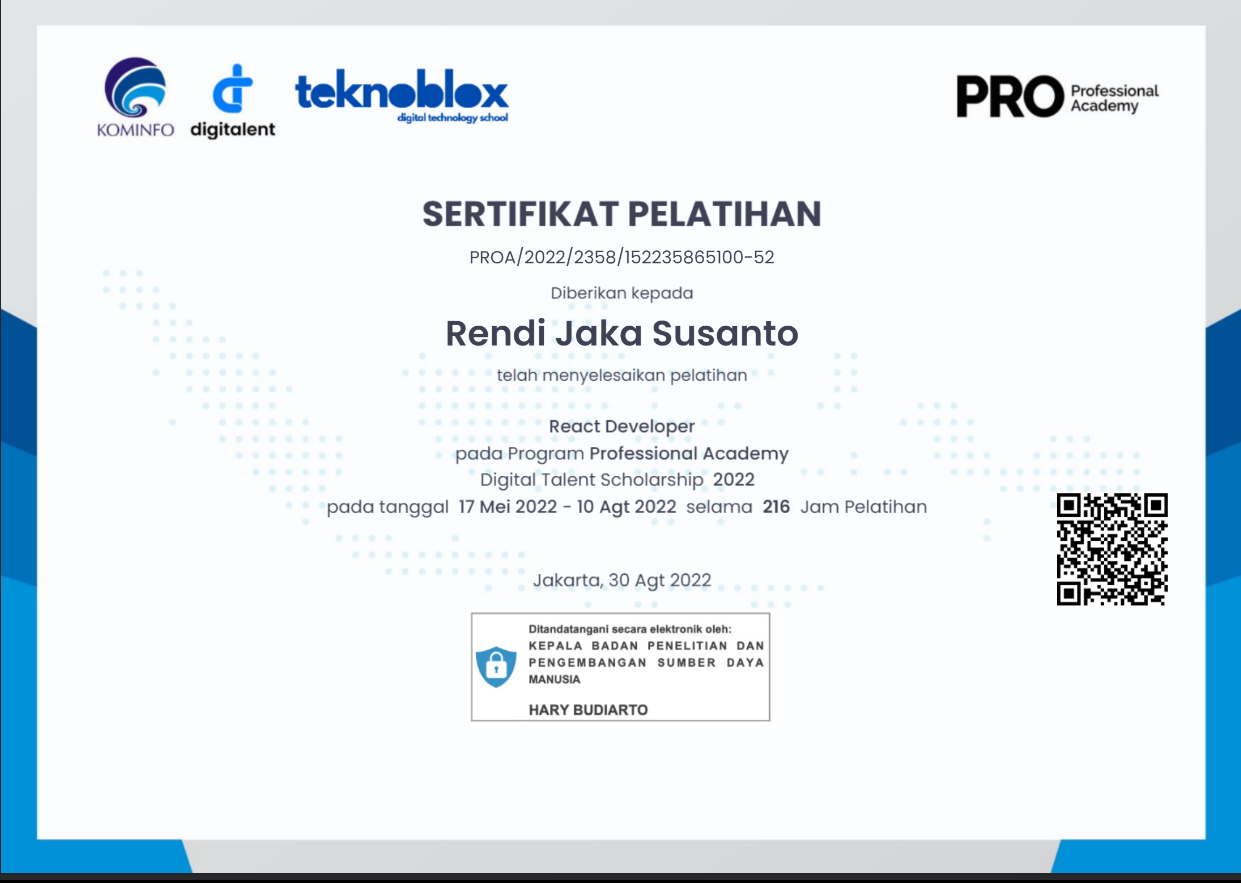 KOMINFO
digitalent
teknoblox
digital technology school
PRO Professional Academy
SERTIFIKAT PELATIHAN
PROA/2022/2358/152235865100-52
Diberikan kepada
Rendi Jaka Susanto
telah menyelesaikan pelatihan
React Developer
pada Program Professional Academy
Digital Talent Scholarship 2022
pada tanggal 17 Mei 2022 - 10 Agt 2022 selama 216 Jam Pelatihan
Jakarta, 30 Agt 2022
Ditandatangani secara elektronik oleh:
KEPALA BADAN PENELITIAN DAN
PENGEMBANGAN SUMBER DAYA
MANUSIA
HARY BUDIARTO